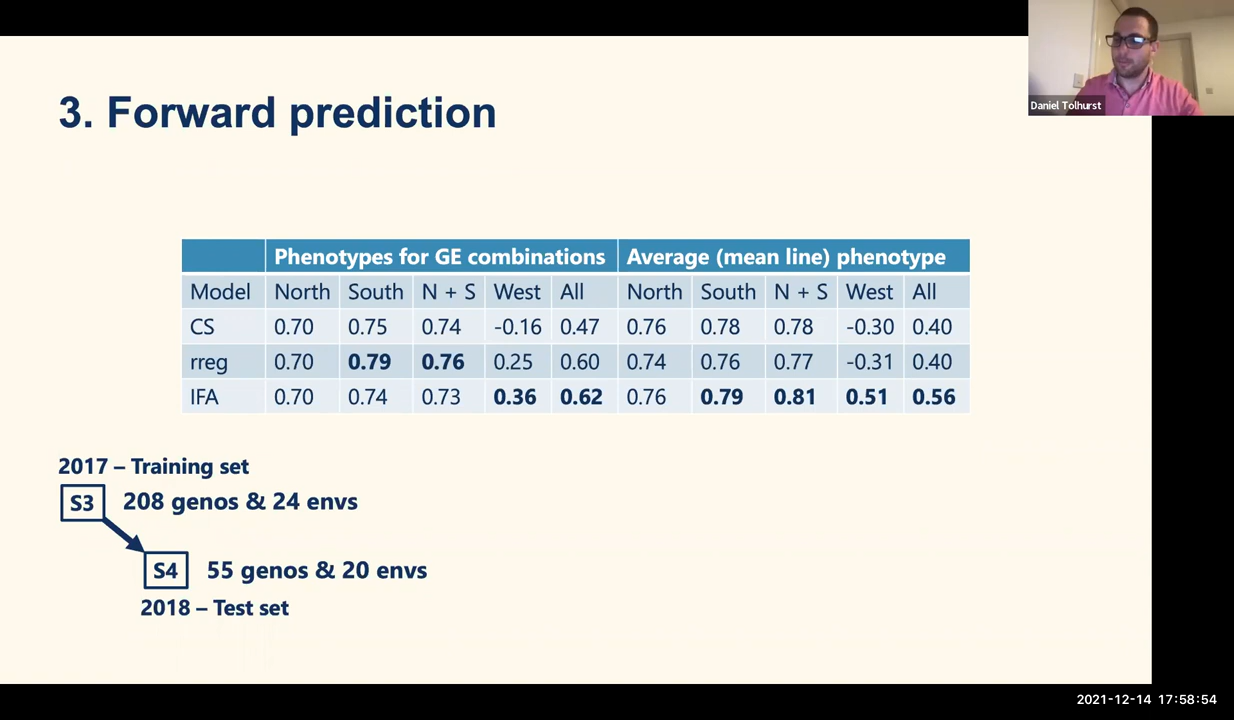 3. Forward prediction
Daniel Tolhurst
Phenotypes for GE combinations Average (mean line) phenotype
Model North South N + S West All North South N + S West All
CS 0.70 0.75 0.74 -0.16 0.47 0.76 0.78 0.78 -0.30 0.40
rreg 0.70 0.79 0.76 0.25 0.60 0.74 0.76 0.77 -0.31 0.40
IFA 0.70 0.74 0.73 0.36 0.62 0.76 0.79 0.81 0.51 0.56
2017 – Training set
S3 208 genos & 24 envs
S4 55 genos & 20 envs
2018 – Test set
2021-12-14 17:58:54